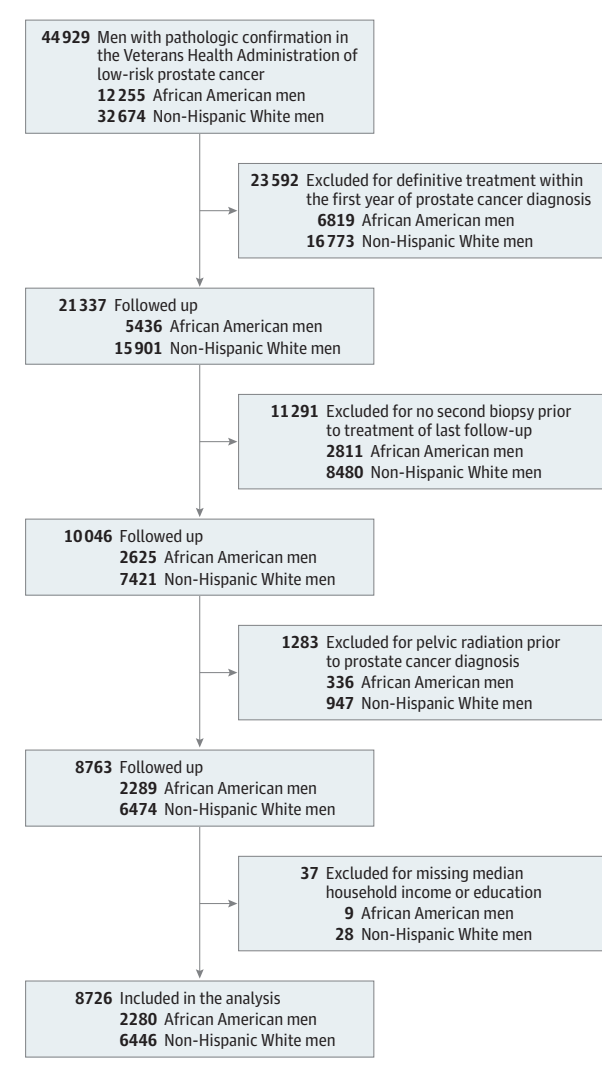 44929 Men with pathologic confirmation in
the Veterans Health Administration of
low-risk prostate cancer
12255 African American men
32674 Non-Hispanic White men
23592 Excluded for definitive treatment within
the first year of prostate cancer diagnosis
6819 African American men
16773 Non-Hispanic White men
21337 Followed up
5436 African American men
15901 Non-Hispanic White men
11291 Excluded for no second biopsy prior
to treatment of last follow-up
2811 African American men
8480 Non-Hispanic White men
10046 Followed up
2625 African American men
7421 Non-Hispanic White men
1283 Excluded for pelvic radiation prior
to prostate cancer diagnosis
336 African American men
947 Non-Hispanic White men
8763 Followed up
2289 African American men
6474 Non-Hispanic White men
37 Excluded for missing median
household income or education
9 African American men
28 Non-Hispanic White men
8726 Included in the analysis
2280 African American men
6446 Non-Hispanic White men